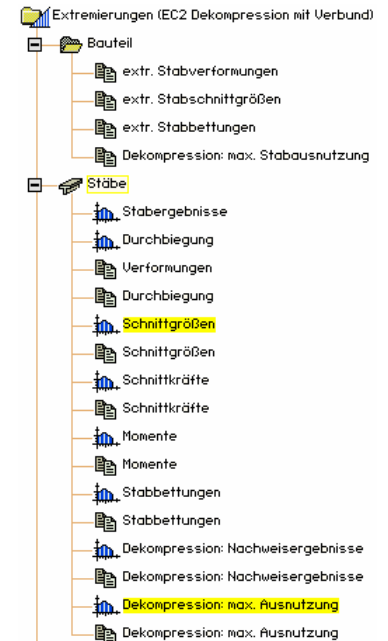 Extremierungen (EC2 Dekompression mit Verbund)
Bauteil
extr. Stabverformungen
extr. Stabschnittgrößen
extr. Stabbettungen
Dekompression: max. Stabausnutzung
Stäbe
Stabergebnisse
Durchbiegung
Verformungen
Durchbiegung
Schnittgrößen
Schnittgrößen
Schnittkräfte
Schnittkräfte
Momente
Momente
Stabbettungen
Stabbettungen
Dekompression: Nachweisergebnisse
Dekompression: Nachweisergebnisse
Dekompression: max. Ausnutzung
Dekompression: max. Ausnutzung